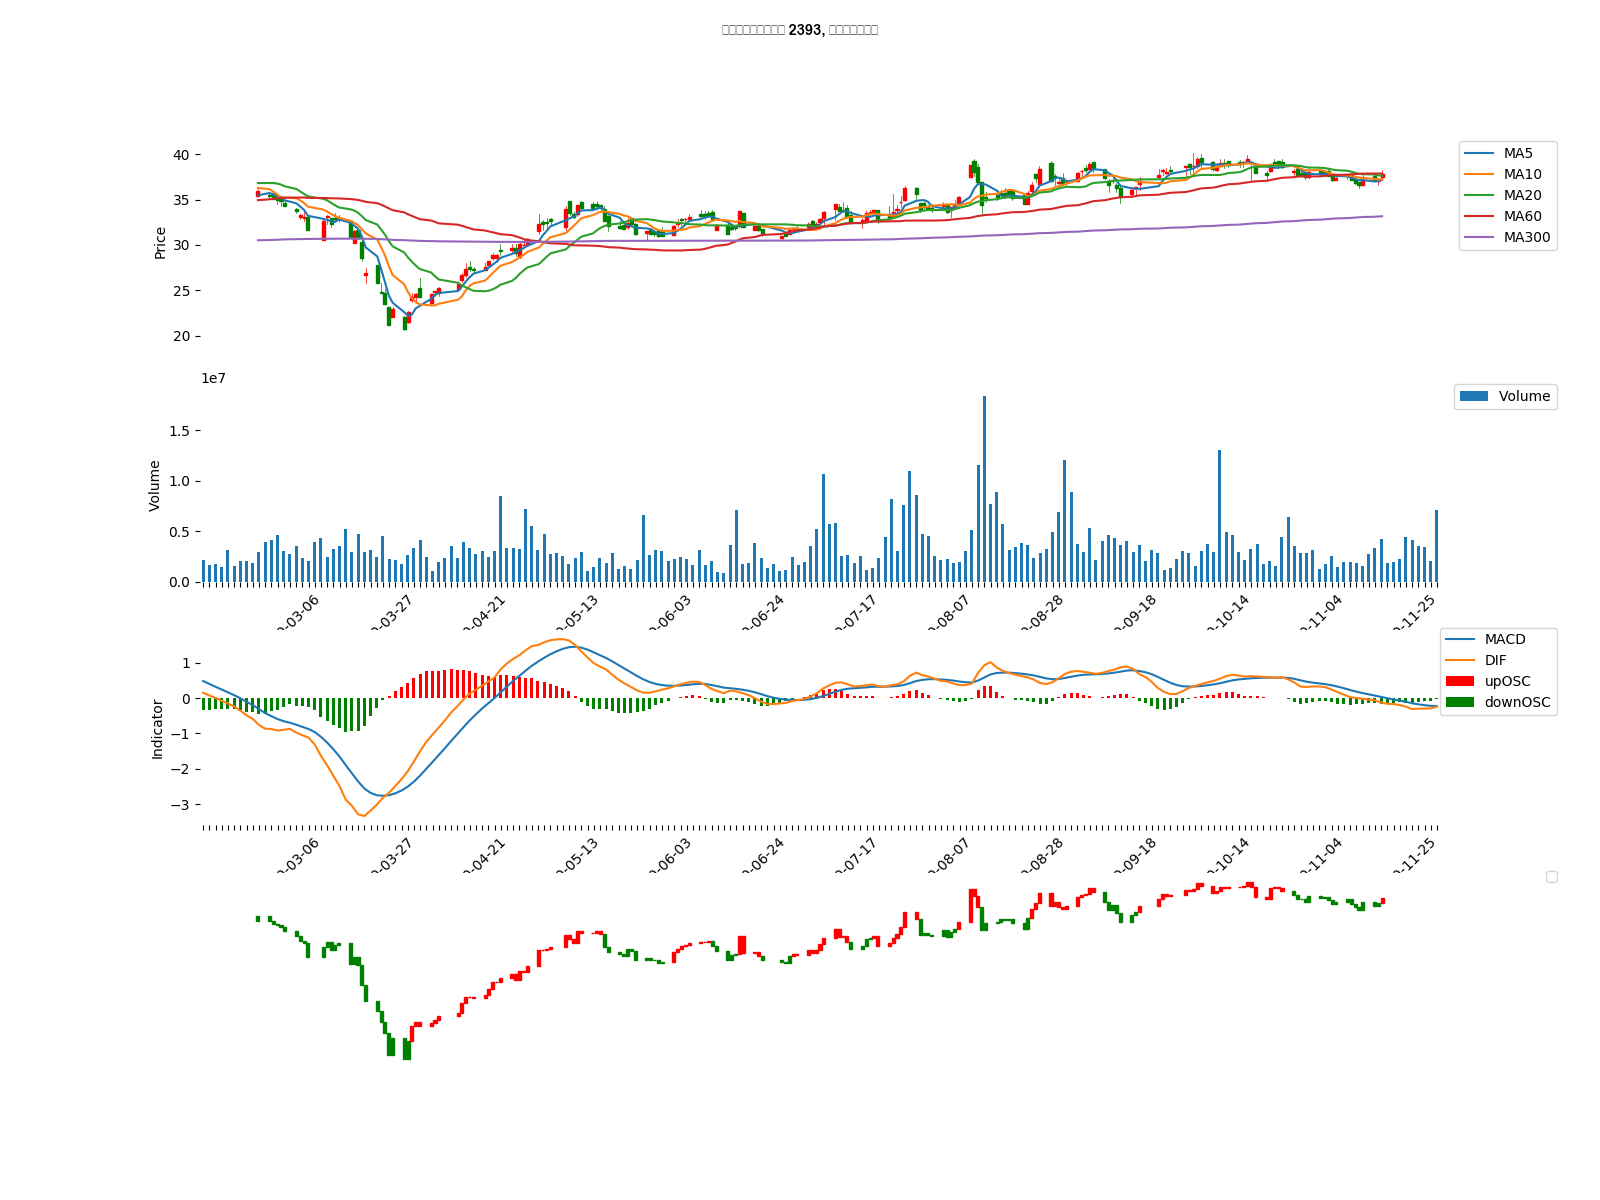 2393,
40
35
30
25
20
Price
MA5
MA10
MA20
MA60
MA300
1e7
1.5
1.0
0.5
0.0
Volume
Volume
-03-06
-03-27
-04-21
-05-13
-06-03
-06-24
-07-17
-08-07
-08-28
-09-18
-10-14
-11-04
-11-25
1
0
−1
−2
−3
Indicator
MACD
DIF
upOSC
downOSC
-03-06
-03-27
-04-21
-05-13
-06-03
-06-24
-07-17
-08-07
-08-28
-09-18
-10-14
-11-04
-11-25